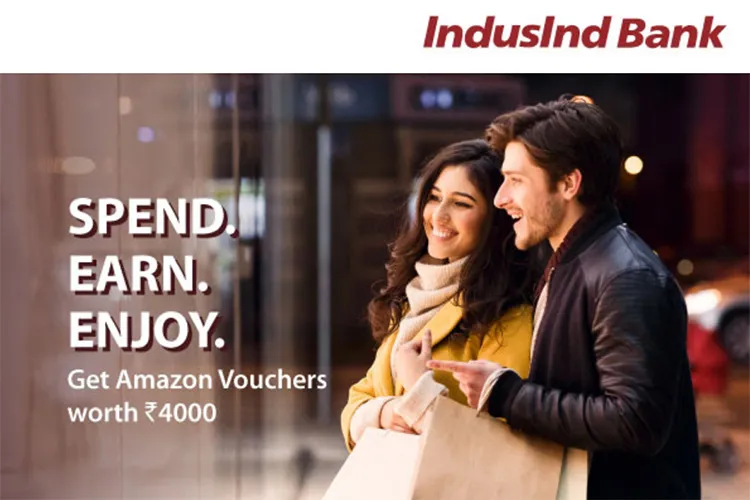 IndusInd Bank
SPEND.
EARN.
ENJOY.
Get Amazon Vouchers
worth ₹4000